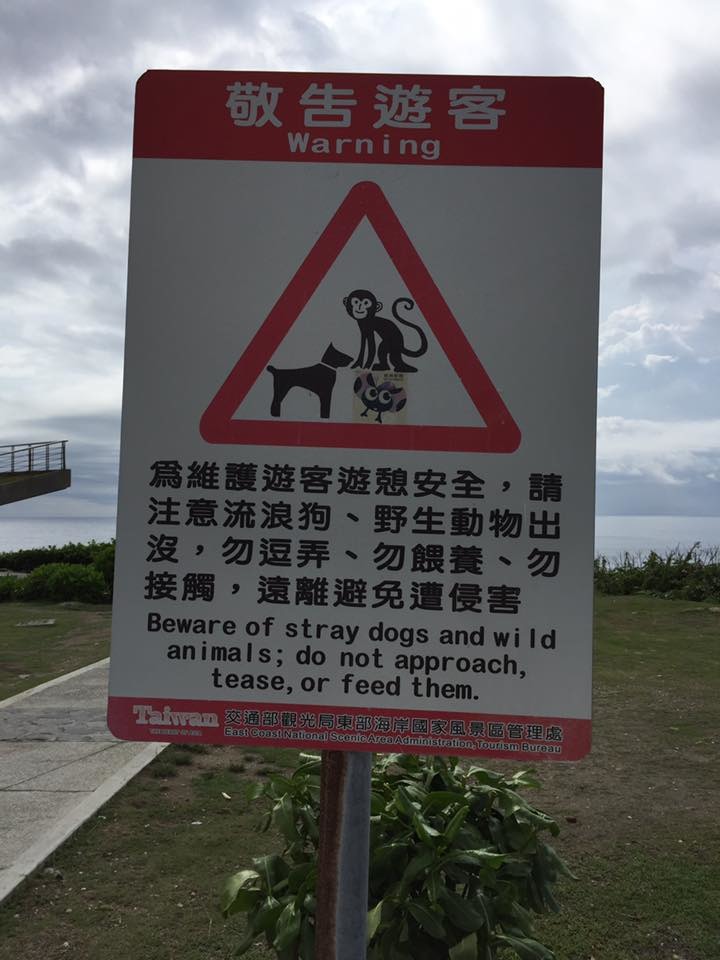 敬告遊客
Warning
為維護遊客遊憩安全，請
注意流浪狗、野生動物出
沒，勿逗弄、勿餵養、勿
接觸，遠離避免遭侵害
Beware of stray dogs and wild
animals; do not approach,
tease, or feed them.
Taiwan 交通部觀光局東部海岸國家風景區管理處
THE HEART OF ASIA East Coast National Scenic Area Administration, Tourism Bureau